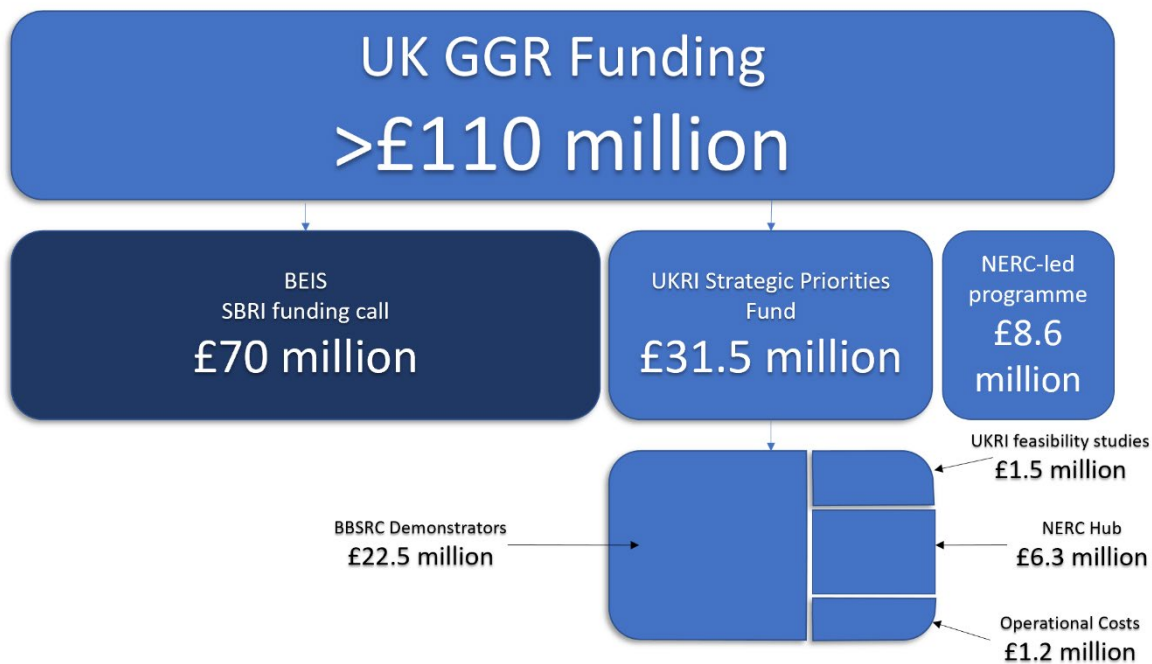 UK GGR Funding
>£110 million
BEIS
SBRI funding call
£70 million
UKRI Strategic Priorities
Fund
£31.5 million
NERC-led
programme
£8.6
million
UKRI feasibility studies
£1.5 million
BBSRC Demonstrators
£22.5 million
NERC Hub
£6.3 million
Operational Costs
£1.2 million